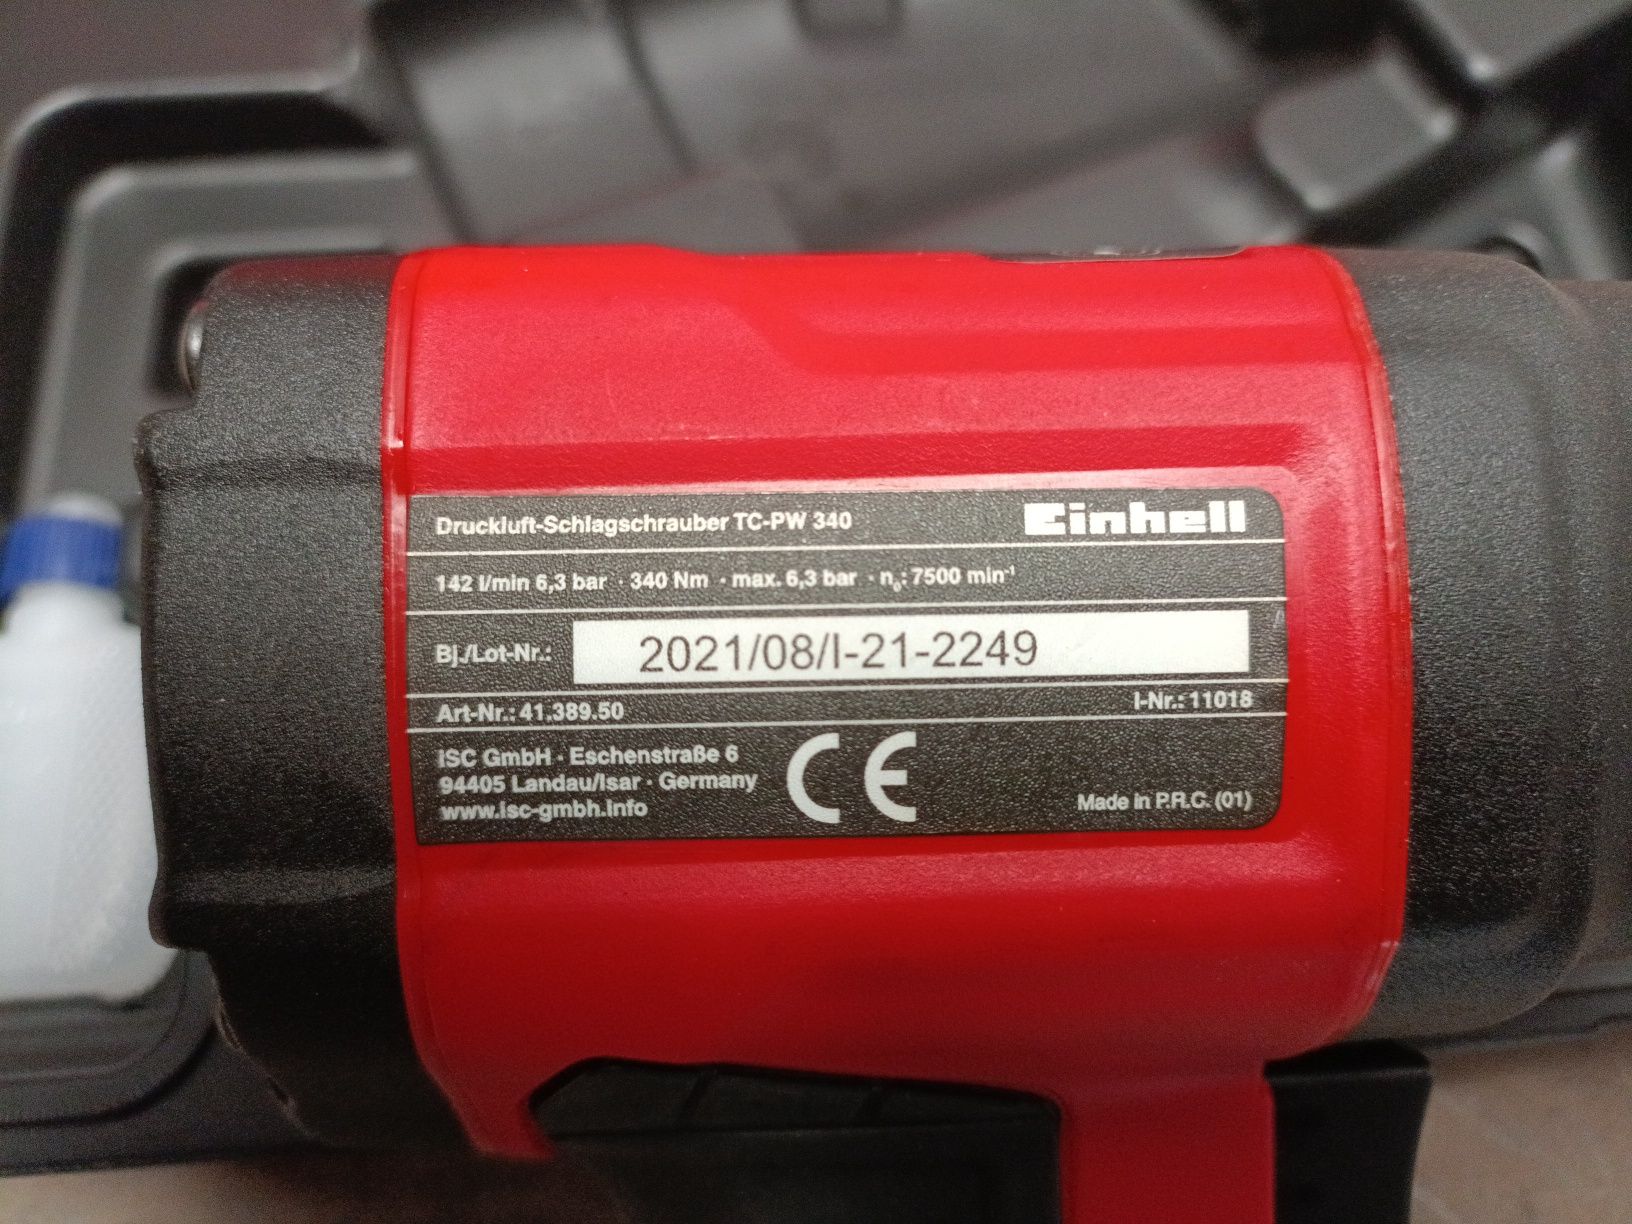 Druckluft-Schlagschrauber TC-PW 340 Einhell
142 l/min 6,3 bar · 340 Nm · max. 6,3 bar · n₀: 7500 min⁻¹
Bj./Lot-Nr.: 2021/08/I-21-2249
Art-Nr.: 41.389.50 I-Nr.: 11018
ISC GmbH · Eschenstraße 6
94405 Landau/Isar · Germany
www.isc-gmbh.info
CE
Made in P.R.C. (01)